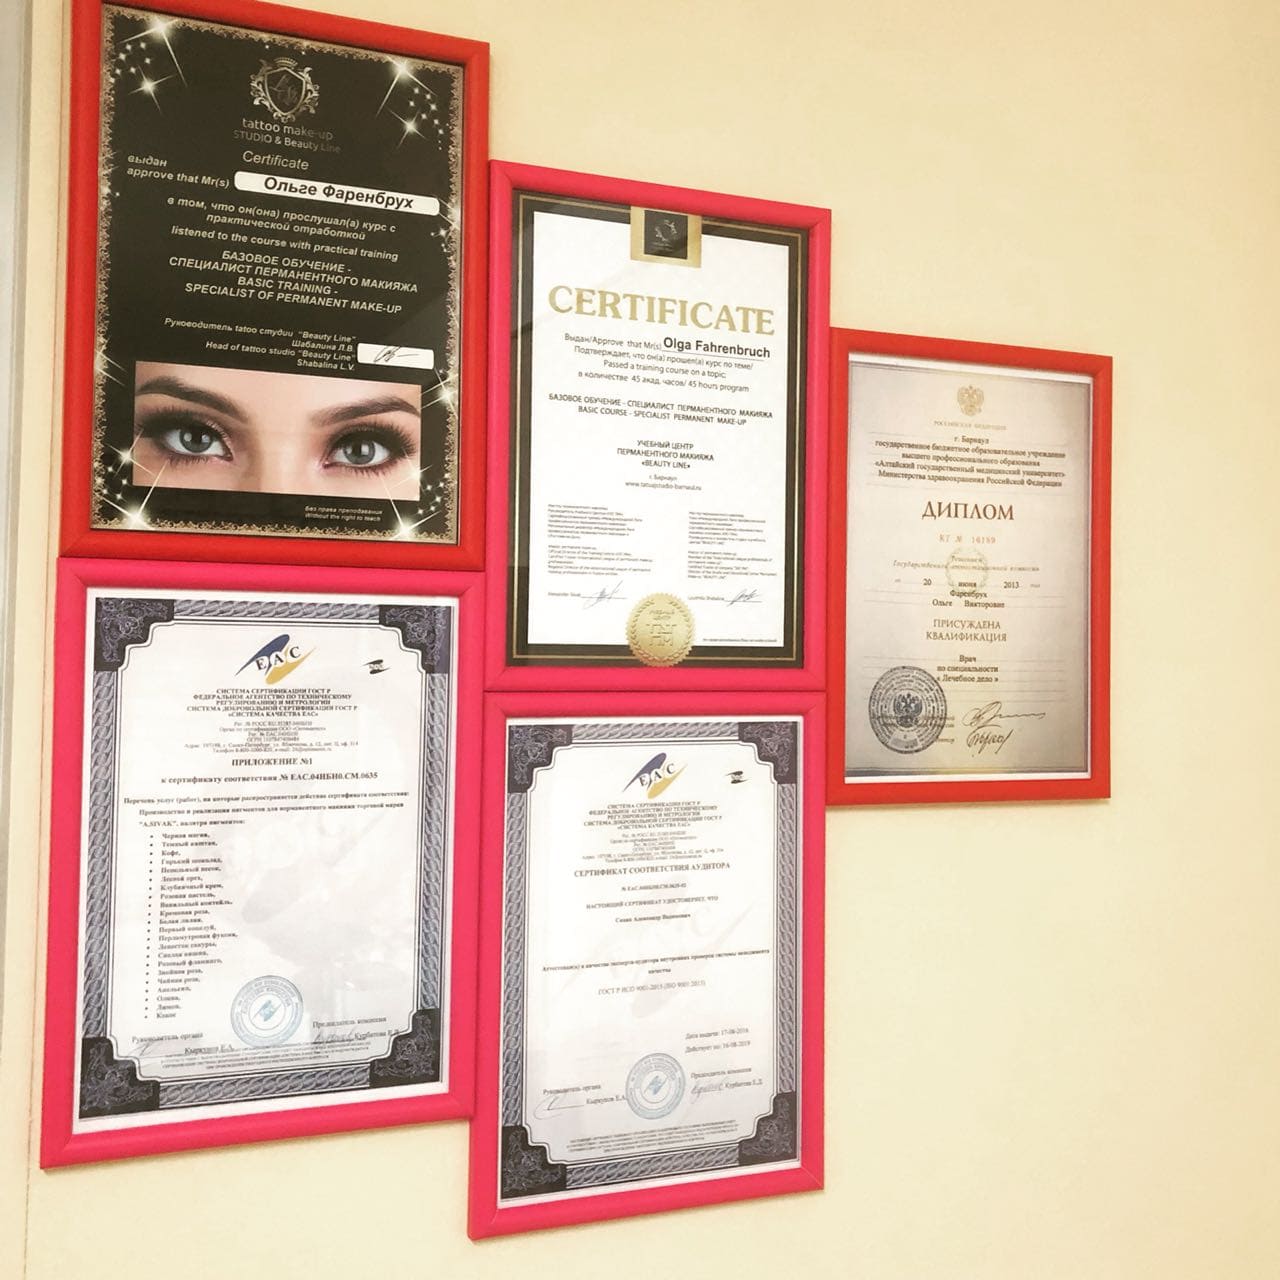 tattoo make-up
STUDIO & Beauty Line
Certificate
выдан
approve that Mr(s)
Ольге Фаренбрух
в том, что он(она) прослушал(а) курс с
практической отработкой
listened to the course with practical training
БАЗОВОЕ ОБУЧЕНИЕ -
СПЕЦИАЛИСТ ПЕРМАНЕНТНОГО МАКИЯЖА
BASIC TRAINING -
SPECIALIST OF PERMANENT MAKE-UP
Руководитель tatoo студии "Beauty Line"
Шабалина Л.В.
Head of tattoo studio "Beauty Line"
Shabalina L.V.
Без права преподавания
Without the right to teach
CERTIFICATE
Выдан/Approve that Mr(s) Olga Fahrenbruch
Подтверждает, что он(а) прошел(а) курс по теме/
Passed a training course on a topic;
в количестве 45 акад. часов/ 45 hours program
БАЗОВОЕ ОБУЧЕНИЕ - СПЕЦИАЛИСТ ПЕРМАНЕНТНОГО МАКИЯЖА
BASIC COURSE - SPECIALIST PERMANENT MAKE-UP
УЧЕБНЫЙ ЦЕНТР
ПЕРМАНЕНТНОГО МАКИЯЖА
«BEAUTY LINE»
г. Барнаул
www.tatuajstudio-barnaul.ru
РОССИЙСКАЯ ФЕДЕРАЦИЯ
г. Барнаул
государственное бюджетное образовательное учреждение
высшего профессионального образования
«Алтайский государственный медицинский университет»
Министерства здравоохранения Российской Федерации
ДИПЛОМ
КГ № 16189
Решением
Государственной аттестационной комиссии
от 20 июня 2013 года
Фаренбрух
Ольге Викторовне
ПРИСУЖДЕНА
КВАЛИФИКАЦИЯ
Врач
по специальности
« Лечебное дело »
ЕАС
СИСТЕМА СЕРТИФИКАЦИИ ГОСТ Р
ФЕДЕРАЛЬНОЕ АГЕНТСТВО ПО ТЕХНИЧЕСКОМУ
РЕГУЛИРОВАНИЮ И МЕТРОЛОГИИ
СИСТЕМА ДОБРОВОЛЬНОЙ СЕРТИФИКАЦИИ ГОСТ Р
«СИСТЕМА КАЧЕСТВА ЕАС»
ПРИЛОЖЕНИЕ №1
к сертификату соответствия № ЕАС.04НБН0.СМ.0635
Перечень услуг (работ), на которые распространяется действие сертификата соответствия:
Производство и реализация пигментов для перманентного макияжа торговой марки
"A.SIVAK", палитра пигментов:
Черная магия,
Темный каштан,
Кофе,
Горький шоколад,
Пепельный песок,
Лесной орех,
Клубничный крем,
Розовая пастель,
Ванильный коктейль,
Кремовая роза,
Белая лилия,
Первый поцелуй,
Перламутровая фуксия,
Лепесток сакуры,
Спелая вишня,
Розовый фламинго,
Знойная роза,
Чайная роза,
Апельсин,
Олива,
Лимон,
Кокос
Руководитель органа
Кыркунов Е.А.
Председатель комиссии
Курбатова Е.Д.
ЕАС
СИСТЕМА СЕРТИФИКАЦИИ ГОСТ Р
ФЕДЕРАЛЬНОЕ АГЕНТСТВО ПО ТЕХНИЧЕСКОМУ
РЕГУЛИРОВАНИЮ И МЕТРОЛОГИИ
СИСТЕМА ДОБРОВОЛЬНОЙ СЕРТИФИКАЦИИ ГОСТ Р
«СИСТЕМА КАЧЕСТВА ЕАС»
СЕРТИФИКАТ СООТВЕТСТВИЯ АУДИТОРА
№ ЕАС.04НБН0.СМ.0635-02
НАСТОЯЩИЙ СЕРТИФИКАТ УДОСТОВЕРЯЕТ, ЧТО
Сивак Александр Вадимович
Аттестован(а) в качестве эксперта-аудитора внутренних проверок системы менеджмента
качества
ГОСТ Р ИСО 9001-2015 (ISO 9001:2015)
Дата выдачи: 17-08-2016
Действует по: 16-08-2019
Руководитель органа
Кыркунов Е.А.
Председатель комиссии
Курбатова Е.Д.